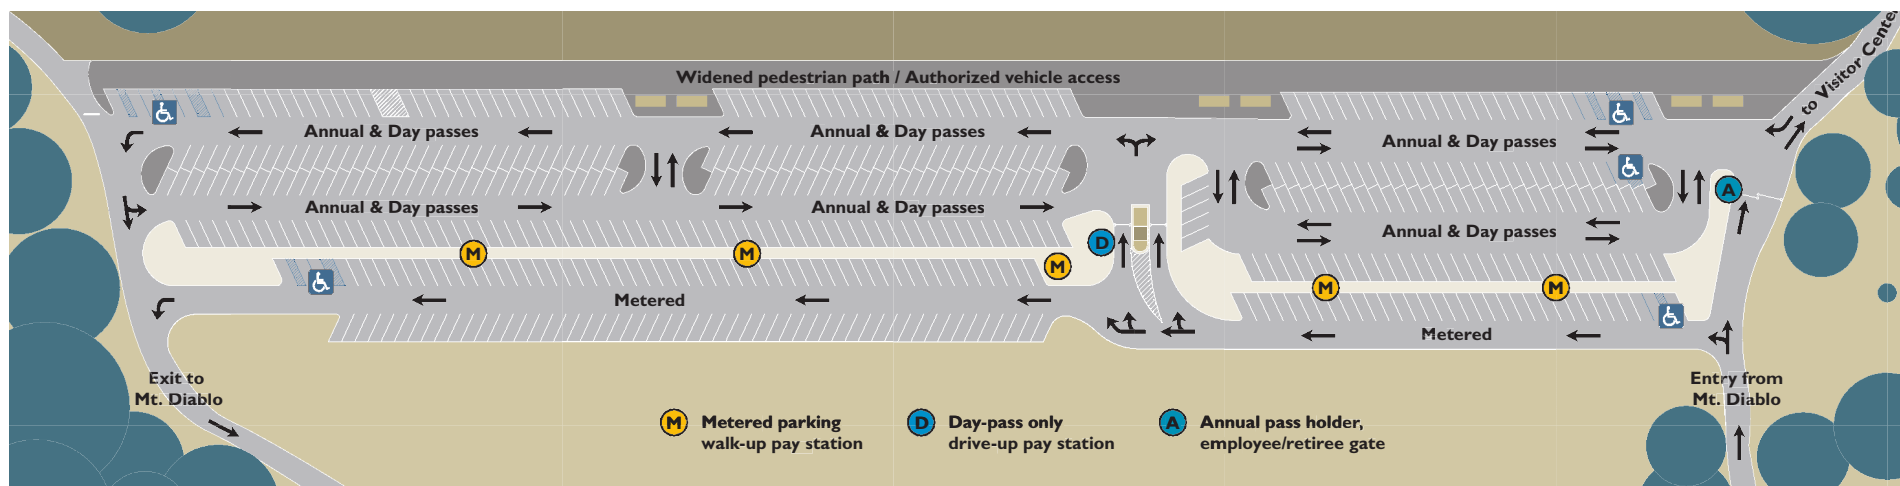 Widened pedestrian path / Authorized vehicle access
to Visitor Center
Annual & Day passes
Annual & Day passes
Annual & Day passes
Annual & Day passes
Annual & Day passes
Annual & Day passes
A
D
M
M
M
M
M
Metered
Metered
Exit to
Mt. Diablo
Entry from
Mt. Diablo
M
Metered parking
walk-up pay station
D
Day-pass only
drive-up pay station
A
Annual pass holder,
employee/retiree gate